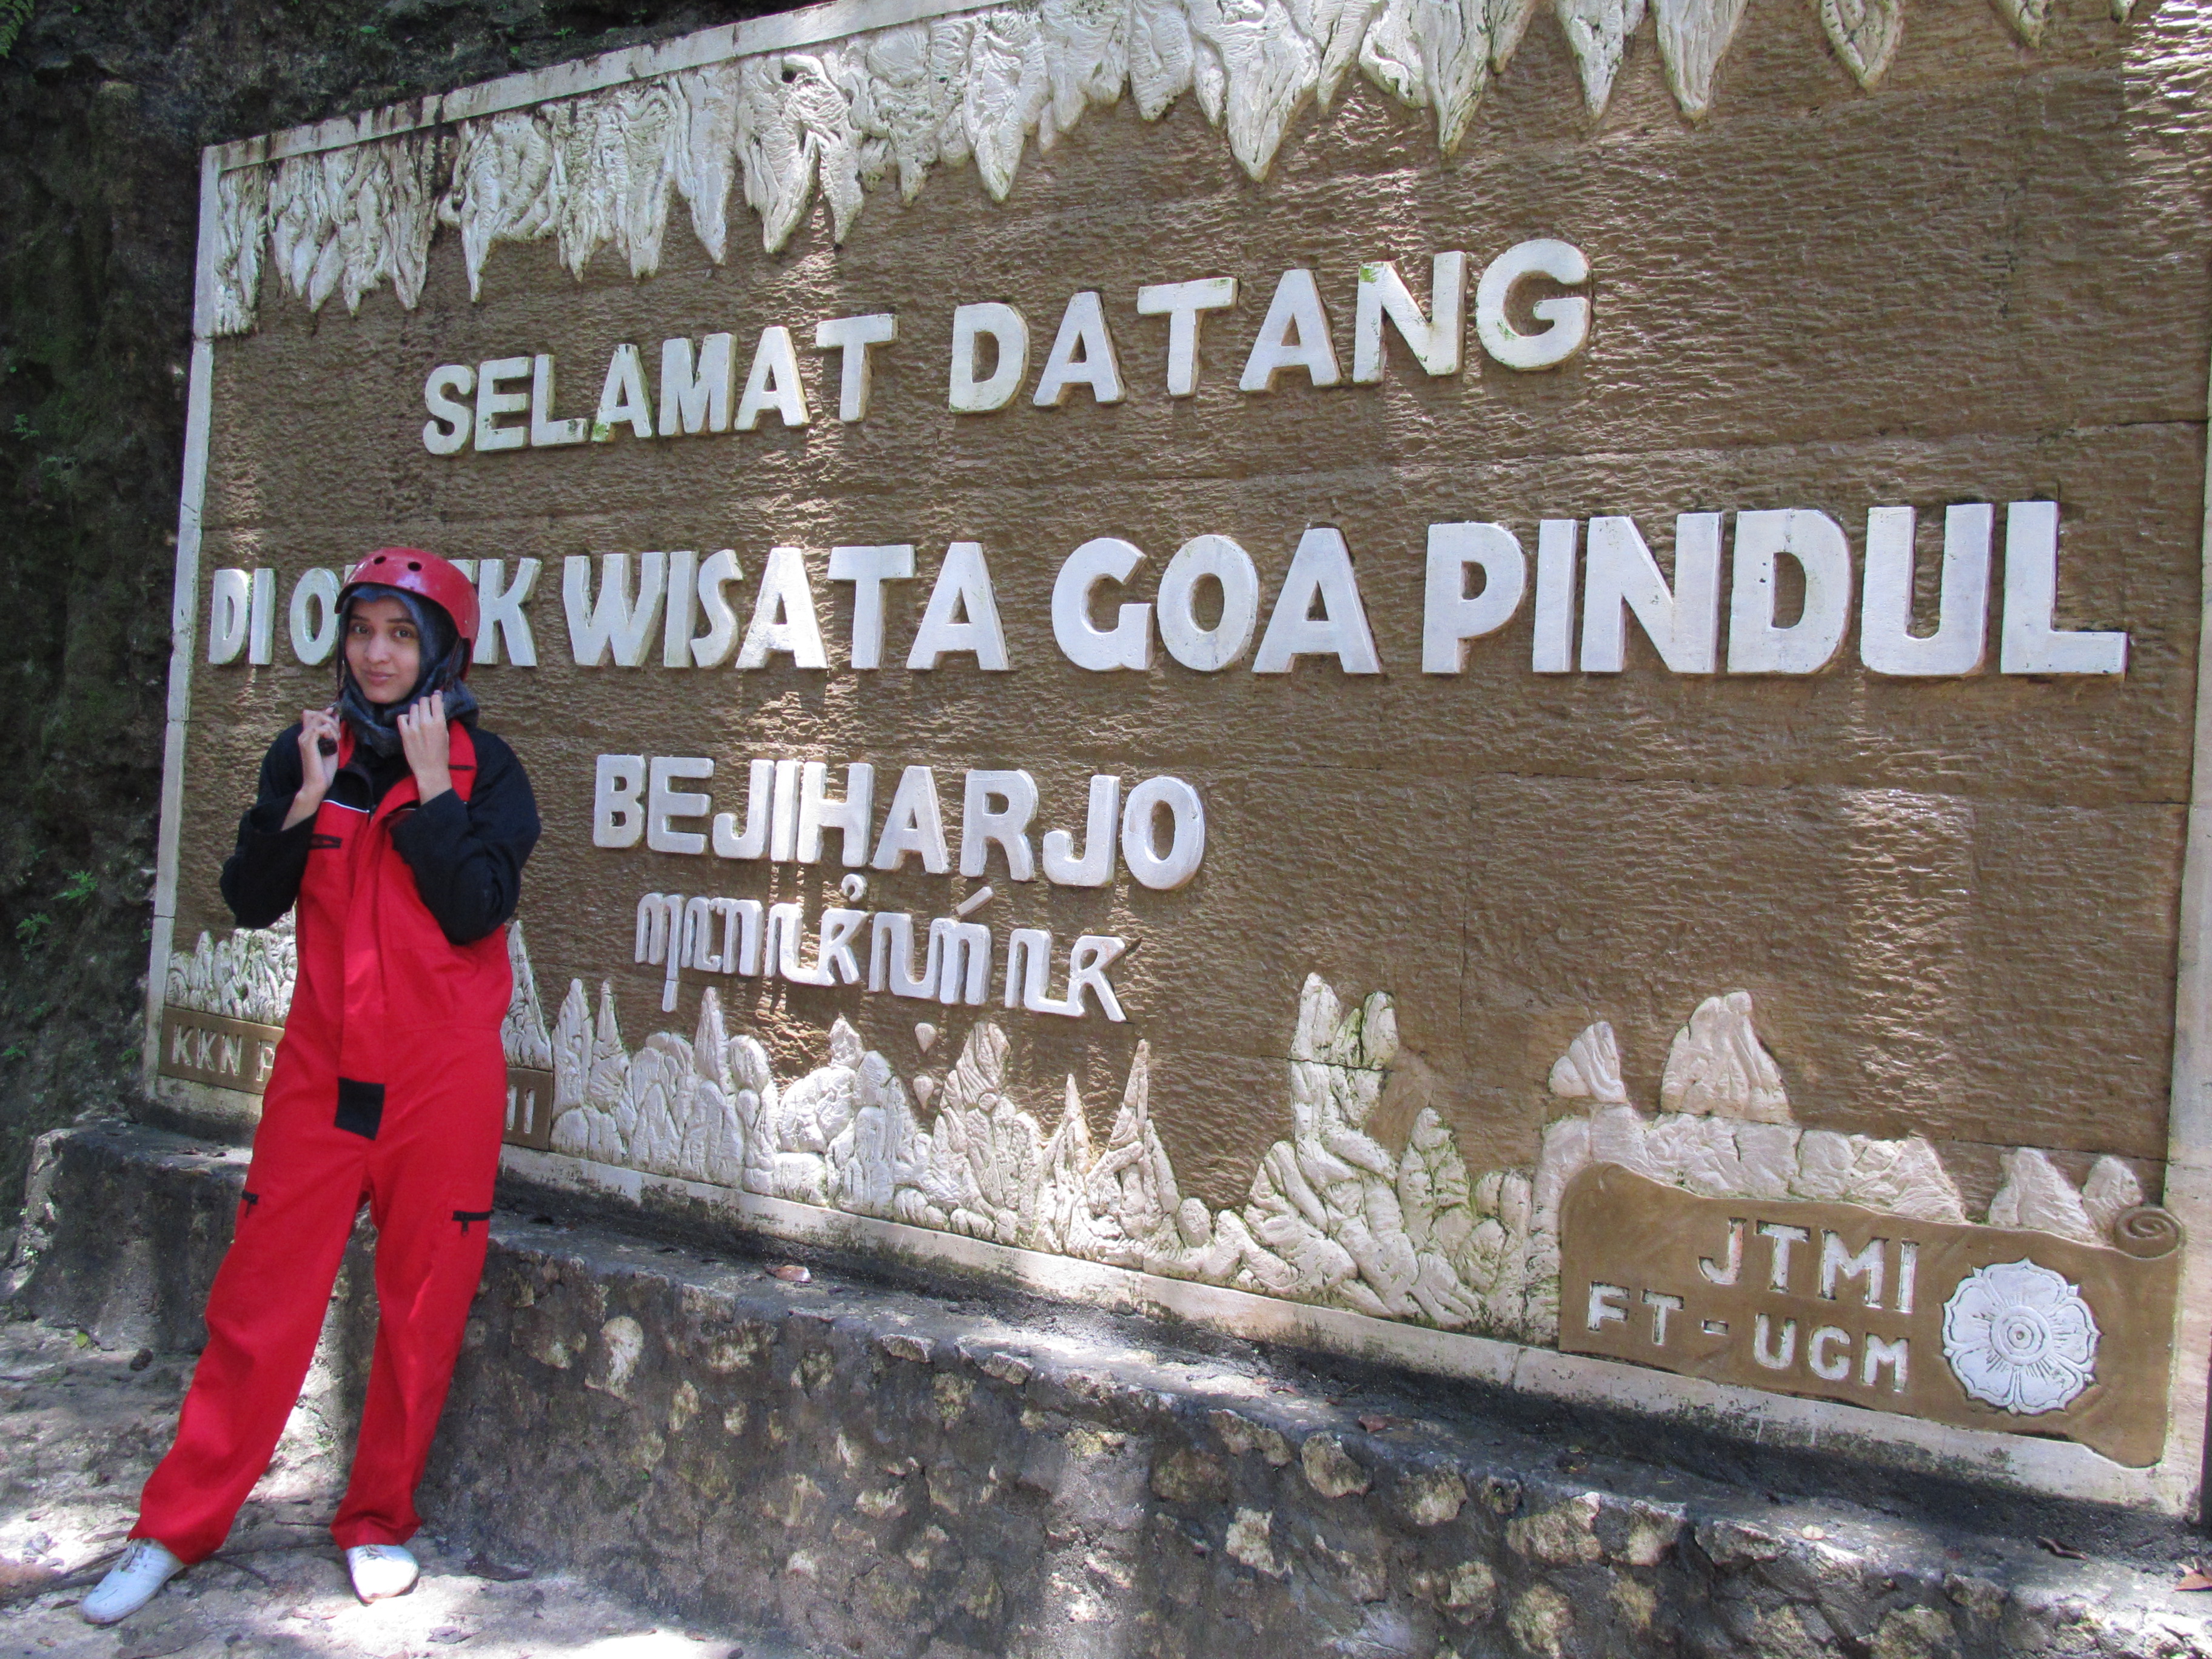 SELAMAT DATANG
DI WISATA GOA PINDUL
BEJIHARJO
KKN
JTMI
FT - UGM